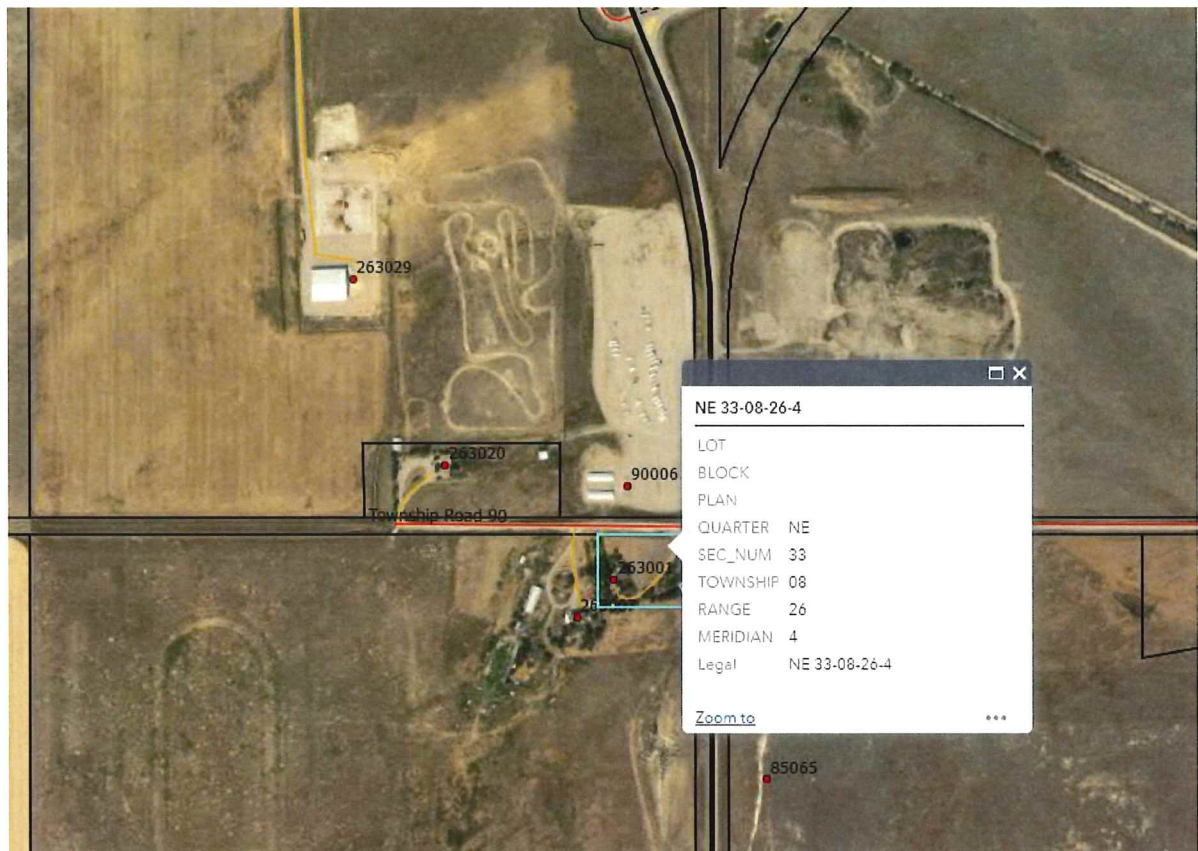 263029
263020
90006
Township Road 90
263001
NE 33-08-26-4
LOT
BLOCK
PLAN
QUARTER NE
SEC_NUM 33
TOWNSHIP 08
RANGE 26
MERIDIAN 4
Legal NE 33-08-26-4
Zoom to
85065